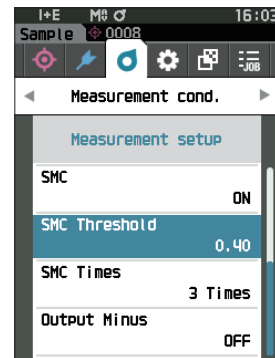 I+E M0 16:03
Sample 0008
-JOB
Measurement cond.
Measurement setup
SMC
ON
SMC Threshold
0.40
SMC Times
3 Times
Output Minus
OFF